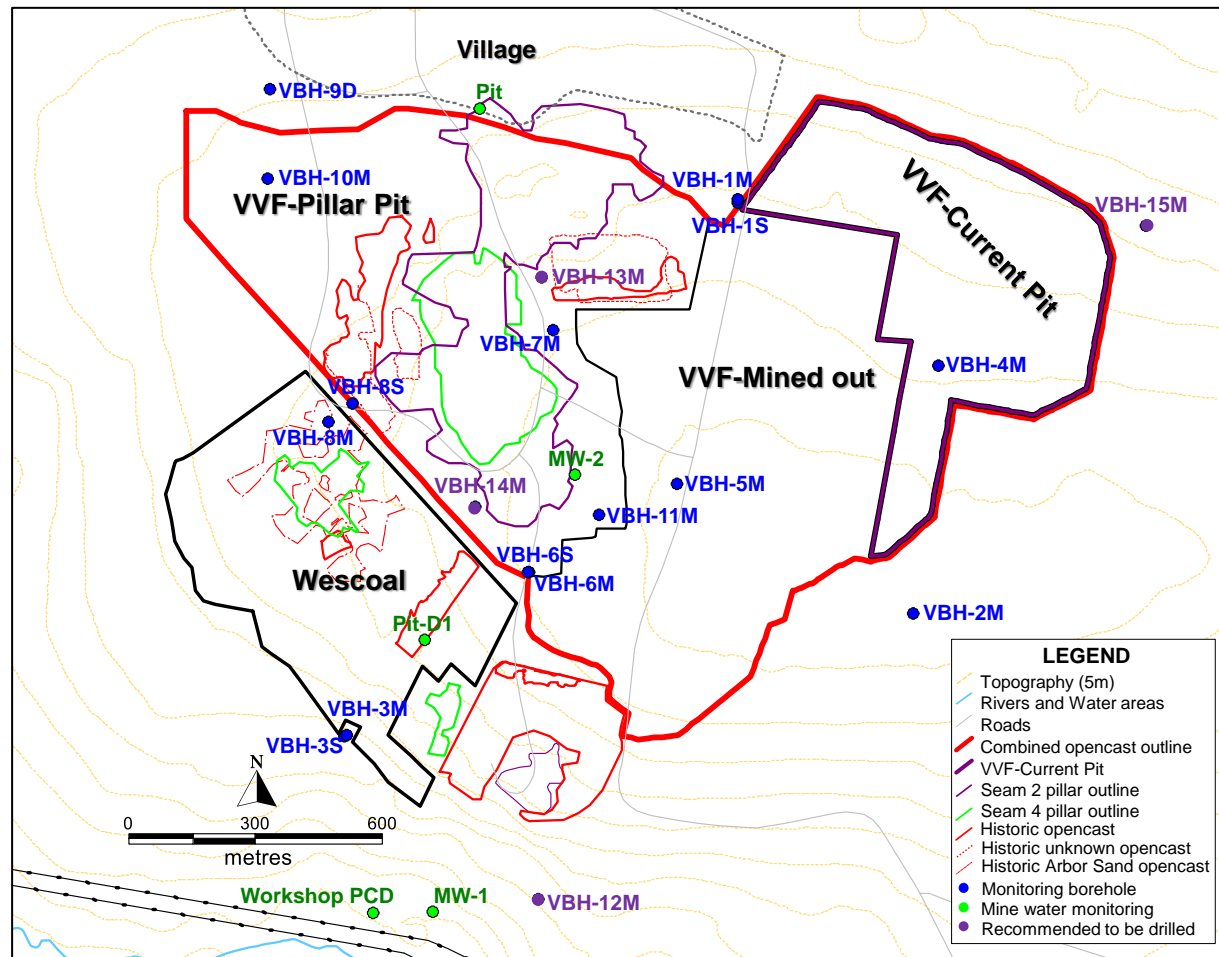 Village
VBH-9D
Pit
VBH-10M
VVF-Pillar Pit
VBH-1M
VBH-1S
VVF-Current Pit
VBH-15M
VBH-13M
VBH-7M
VVF-Mined out
VBH-4M
VBH-8S
VBH-8M
MW-2
VBH-14M
VBH-5M
VBH-11M
VBH-6S
VBH-6M
Wescoal
Pit-D1
VBH-2M
VBH-3M
VBH-3S
N
0 300 600
metres
Workshop PCD
MW-1
VBH-12M
LEGEND
Topography (5m)
Rivers and Water areas
Roads
Combined opencast outline
VVF-Current Pit
Seam 2 pillar outline
Seam 4 pillar outline
Historic opencast
Historic unknown opencast
Historic Arbor Sand opencast
Monitoring borehole
Mine water monitoring
Recommended to be drilled